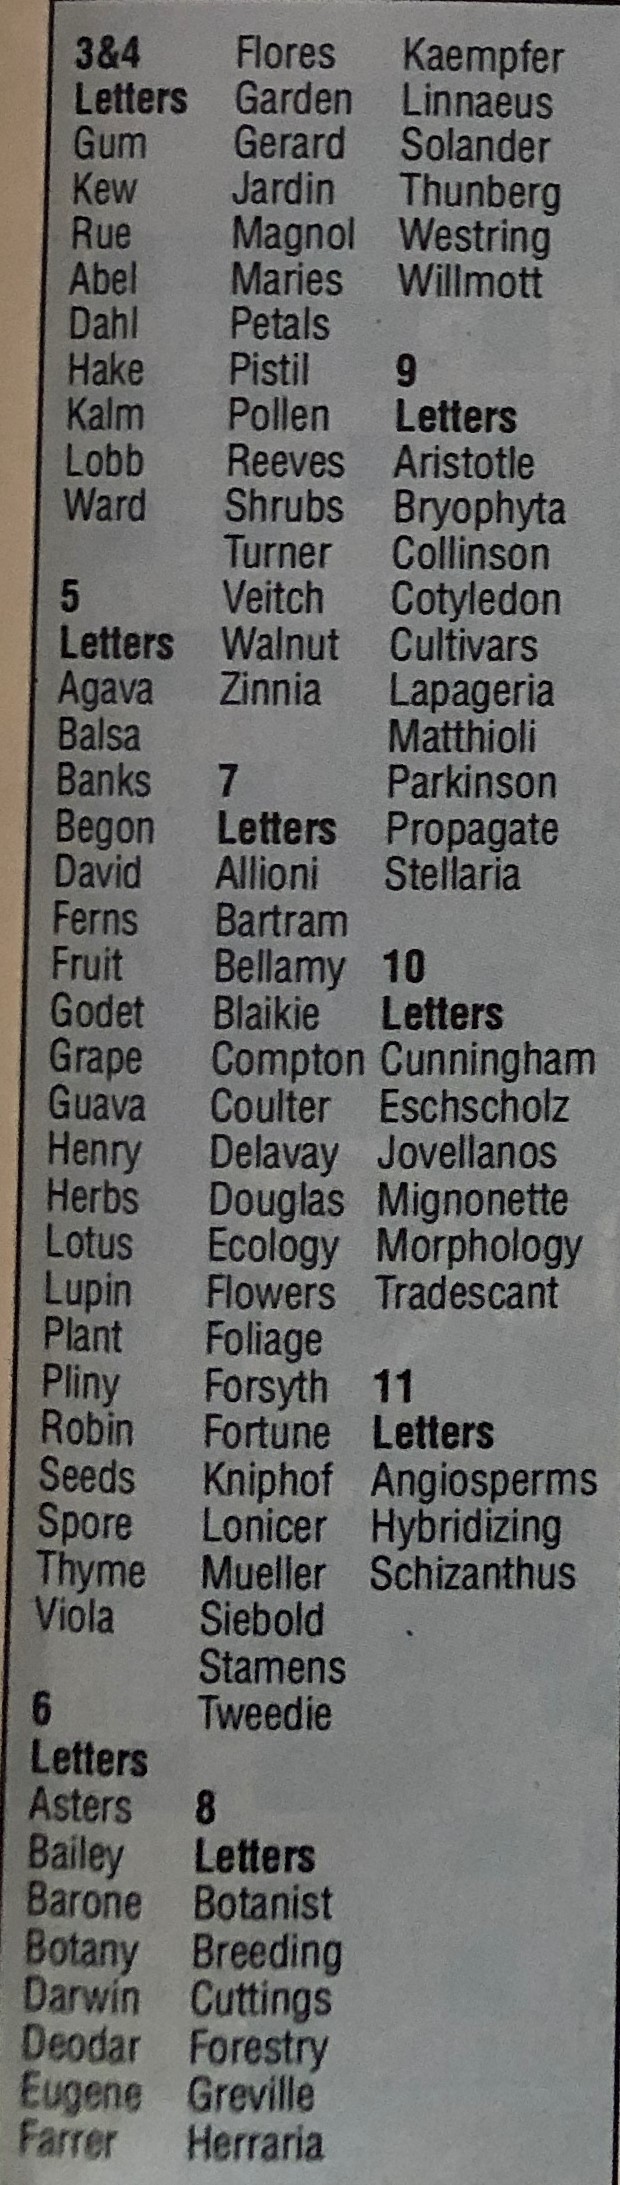 3&4
Letters
Gum
Kew
Rue
Abel
Dahl
Hake
Kalm
Lobb
Ward
5
Letters
Agava
Balsa
Banks
Begon
David
Ferns
Fruit
Godet
Grape
Guava
Henry
Herbs
Lotus
Lupin
Plant
Pliny
Robin
Seeds
Spore
Thyme
Viola
6
Letters
Asters
Bailey
Barone
Botany
Darwin
Deodar
Eugene
Farrer
Flores
Garden
Gerard
Jardin
Magnol
Maries
Petals
Pistil
Pollen
Reeves
Shrubs
Turner
Veitch
Walnut
Zinnia
7
Letters
Allioni
Bartram
Bellamy
Blaikie
Compton
Coulter
Delavay
Douglas
Ecology
Flowers
Foliage
Forsyth
Fortune
Kniphof
Lonicer
Mueller
Siebold
Stamens
Tweedie
8
Letters
Botanist
Breeding
Cuttings
Forestry
Greville
Herraria
Kaempfer
Linnaeus
Solander
Thunberg
Westring
Willmott
9
Letters
Aristotle
Bryophyta
Collinson
Cotyledon
Cultivars
Lapageria
Matthioli
Parkinson
Propagate
Stellaria
10
Letters
Cunningham
Eschscholz
Jovellanos
Mignonette
Morphology
Tradescant
11
Letters
Angiosperms
Hybridizing
Schizanthus